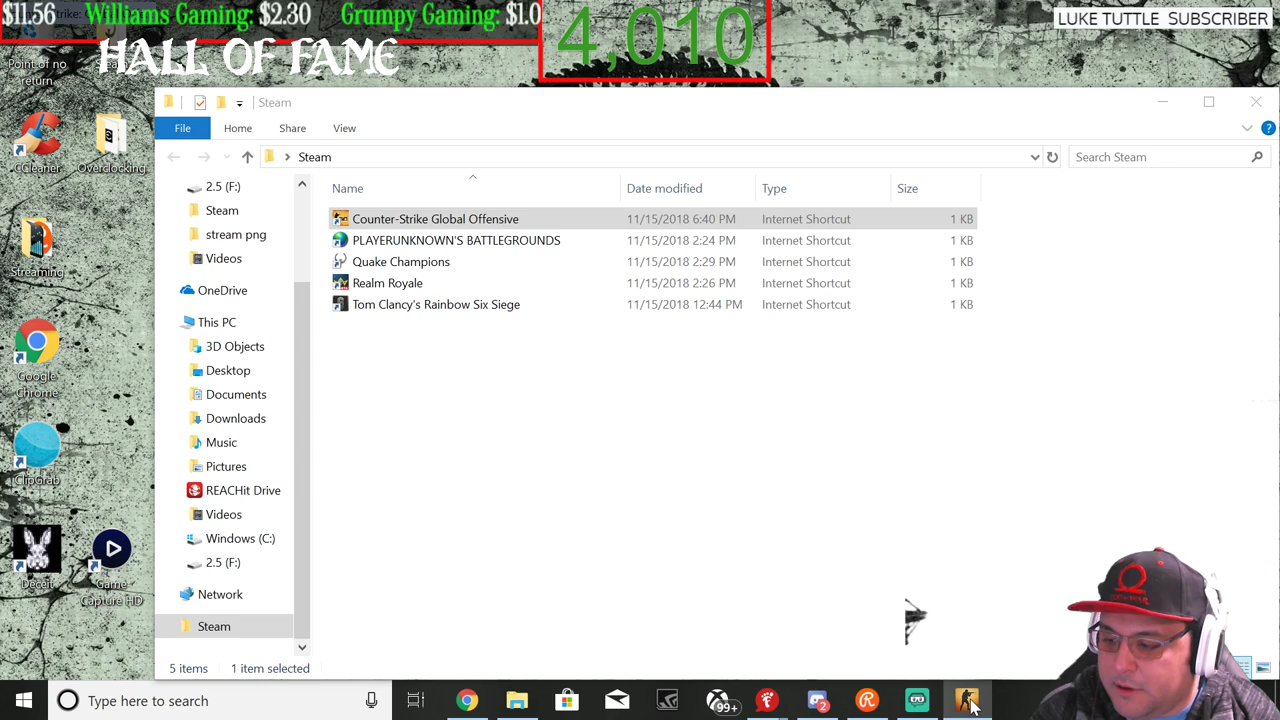 $11.56 Williams Gaming: $2.30 Grumpy Gaming: $1.0
HALL OF FAME
4,010
LUKE TUTTLE SUBSCRIBER
Point of no
return
CCleaner
Overclocking
Streaming
Google
Chrome
ClipGrab
Deceit
Game
Capture HD
Steam
File Home Share View
Steam
Search Steam
Name Date modified Type Size
Counter-Strike Global Offensive 11/15/2018 6:40 PM Internet Shortcut 1 KB
PLAYERUNKNOWN'S BATTLEGROUNDS 11/15/2018 2:24 PM Internet Shortcut 1 KB
Quake Champions 11/15/2018 2:29 PM Internet Shortcut 1 KB
Realm Royale 11/15/2018 2:26 PM Internet Shortcut 1 KB
Tom Clancy's Rainbow Six Siege 11/15/2018 12:44 PM Internet Shortcut 1 KB
2.5 (F:)
Steam
stream png
Videos
OneDrive
This PC
3D Objects
Desktop
Documents
Downloads
Music
Pictures
REACHit Drive
Videos
Windows (C:)
2.5 (F:)
Network
Steam
5 items 1 item selected
Type here to search
99+
2